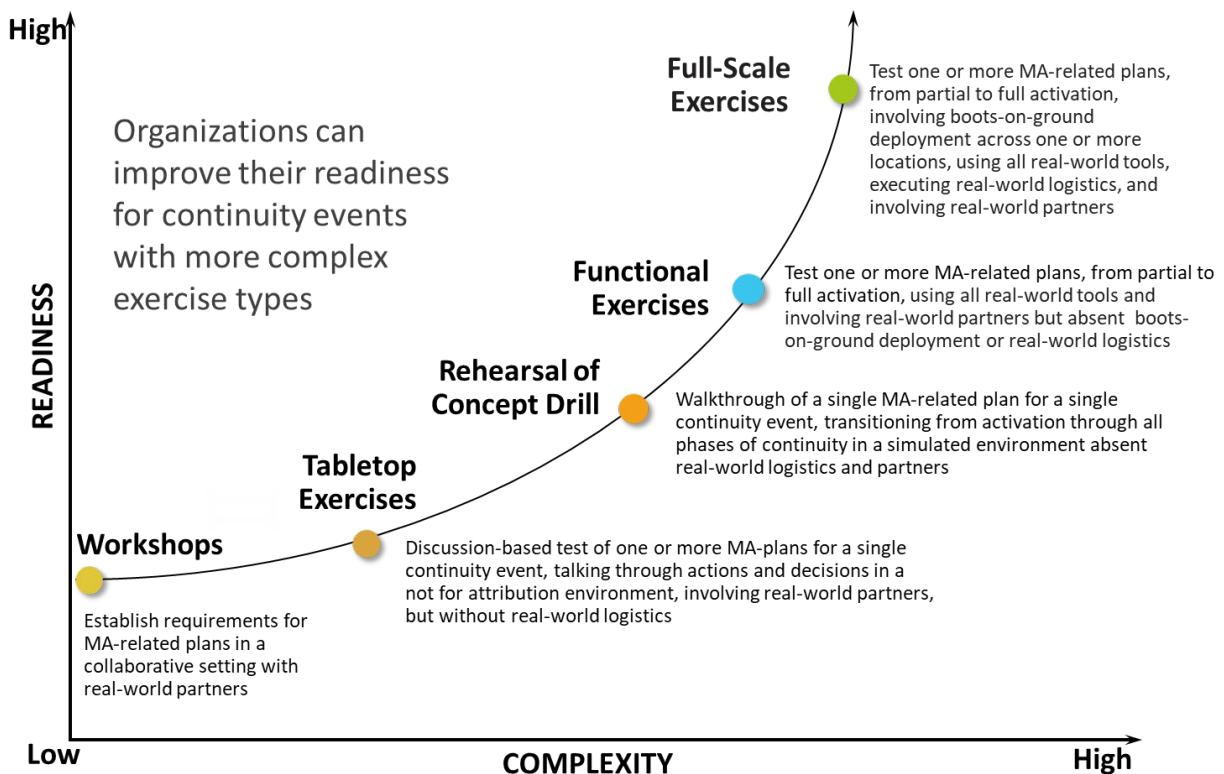 High
Full-Scale
Exercises
Test one or more MA-related plans,
from partial to full activation,
involving boots-on-ground
deployment across one or more
locations, using all real-world tools,
executing real-world logistics, and
involving real-world partners
Organizations can
improve their readiness
for continuity events
with more complex
exercise types
Functional
Exercises
Test one or more MA-related plans, from partial to
full activation, using all real-world tools and
involving real-world partners but absent boots-
on-ground deployment or real-world logistics
READINESS
Rehearsal of
Concept Drill
Walkthrough of a single MA-related plan for a single
continuity event, transitioning from activation through all
phases of continuity in a simulated environment absent
real-world logistics and partners
Tabletop
Exercises
Discussion-based test of one or more MA-plans for a single
continuity event, talking through actions and decisions in a
not for attribution environment, involving real-world partners,
but without real-world logistics
Workshops
Establish requirements for
MA-related plans in a
collaborative setting with
real-world partners
Low
COMPLEXITY
High